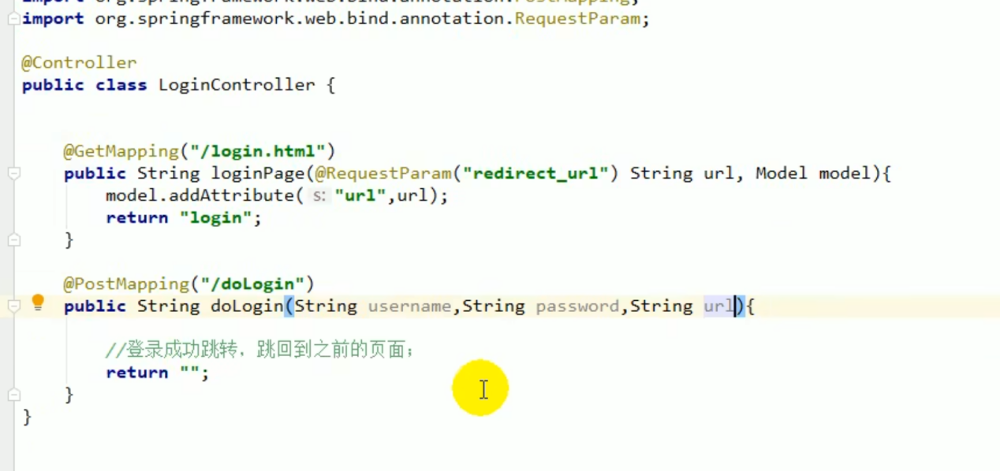 import org.springframework.web.bind.annotation.PostMapping;
import org.springframework.web.bind.annotation.RequestParam;
@Controller
public class LoginController {
@GetMapping("/login.html")
public String loginPage(@RequestParam("redirect_url") String url, Model model){
model.addAttribute( s: "url",url);
return "login";
}
@PostMapping("/doLogin")
public String doLogin(String username,String password,String url){
//登录成功跳转，跳回到之前的页面；
return "";
}
}